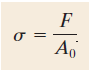 σ = F / A₀